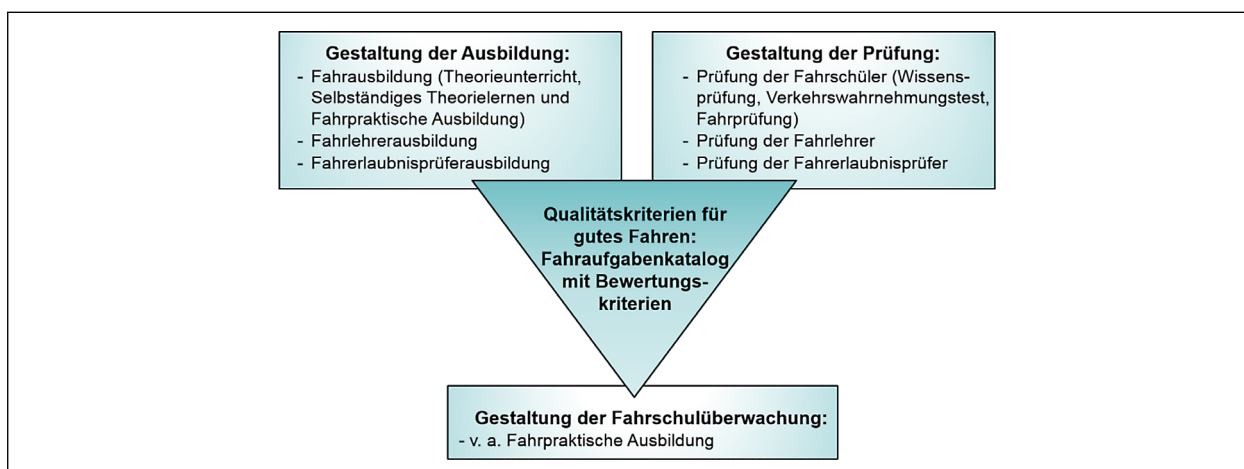 Gestaltung der Ausbildung:
- Fahrausbildung (Theorieunterricht,
Selbständiges Theorielernen und
Fahrpraktische Ausbildung)
- Fahrlehrerausbildung
- Fahrerlaubnisprüferausbildung
Gestaltung der Prüfung:
- Prüfung der Fahrschüler (Wissens-
prüfung, Verkehrswahrnehmungstest,
Fahrprüfung)
- Prüfung der Fahrlehrer
- Prüfung der Fahrerlaubnisprüfer
Qualitätskriterien für
gutes Fahren:
Fahraufgabenkatalog
mit Bewertungs-
kriterien
Gestaltung der Fahrschulüberwachung:
- v. a. Fahrpraktische Ausbildung